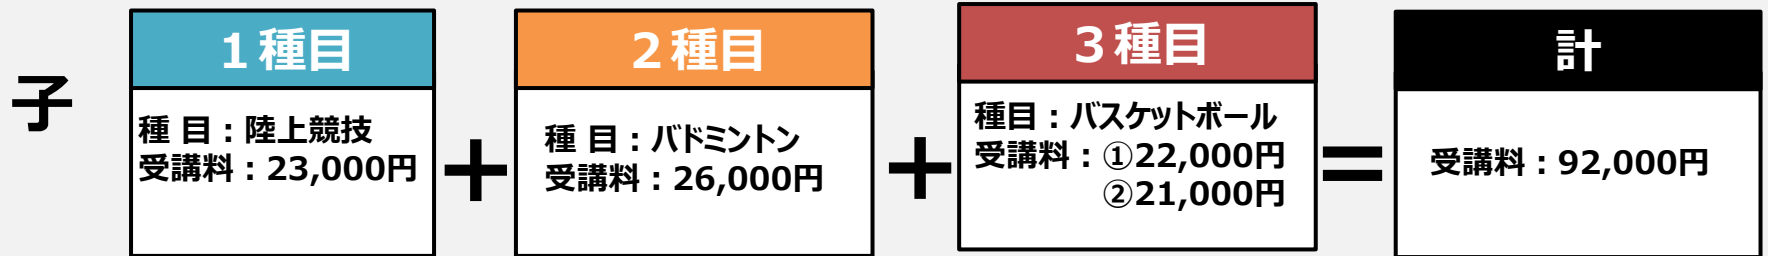 子
１種目
種 目：陸上競技
受講料：23,000円
＋
２種目
種 目：バドミントン
受講料：26,000円
＋
３種目
種目：バスケットボール
受講料：①22,000円
②21,000円
＝
計
受講料：92,000円